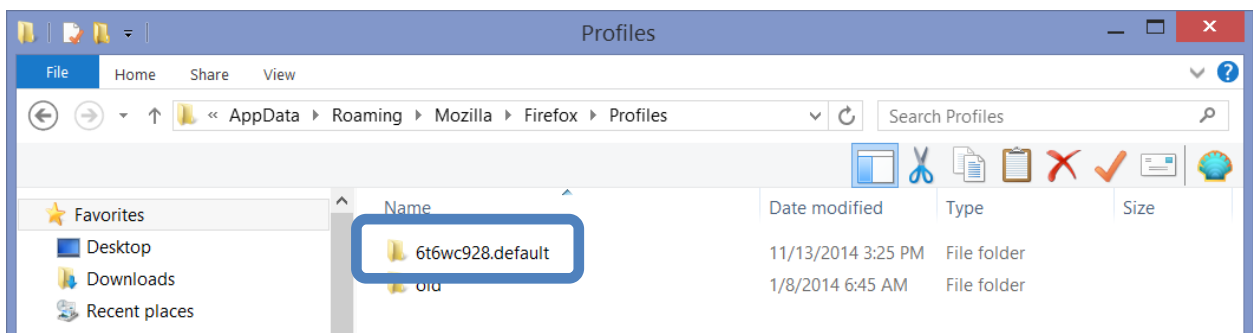 Profiles
File Home Share View
« AppData Roaming Mozilla Firefox Profiles Search Profiles
Favorites Name Date modified Type Size
Desktop 6t6wc928.default 11/13/2014 3:25 PM File folder
Downloads old 1/8/2014 6:45 AM File folder
Recent places